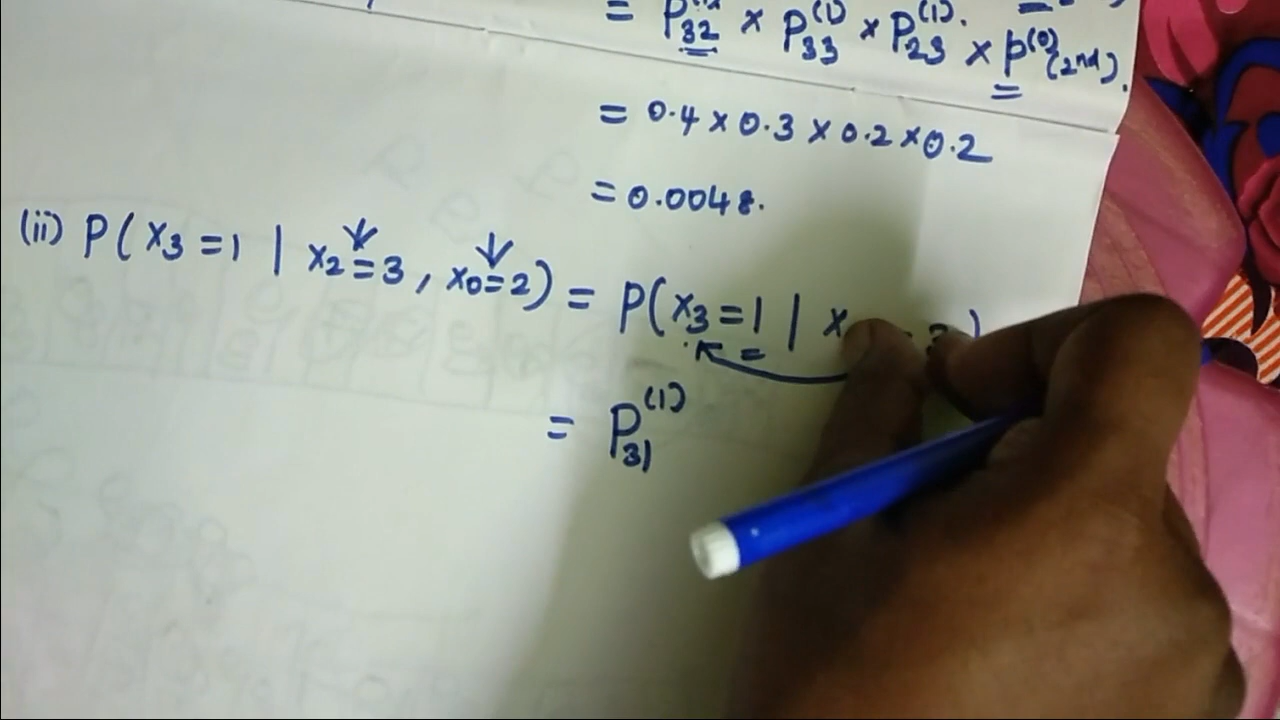 = P₃₂ × P₃₃⁽¹⁾ × P₂₃⁽¹⁾. × p⁽⁰⁾(2nd).
= 0.4 × 0.3 × 0.2 × 0.2
= 0.0048.
(ii) P(x₃ = 1 | x₂ = 3, x₀ = 2) = P(x₃ = 1 | x )
= P₃₁⁽¹⁾